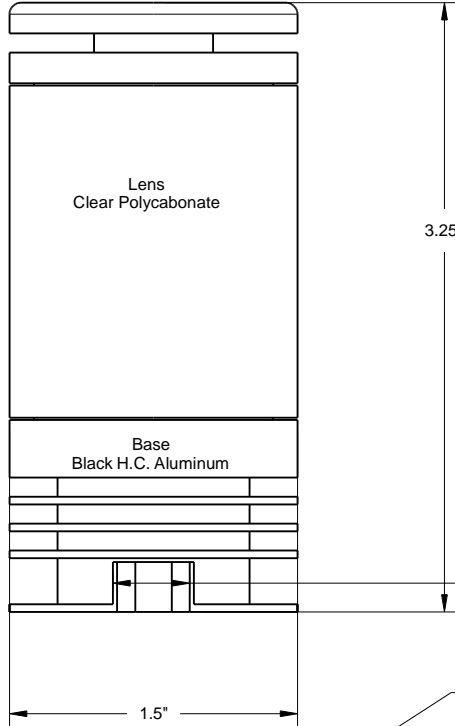 Lens
Clear Polycabonate
3.25
Base
Black H.C. Aluminum
1.5"